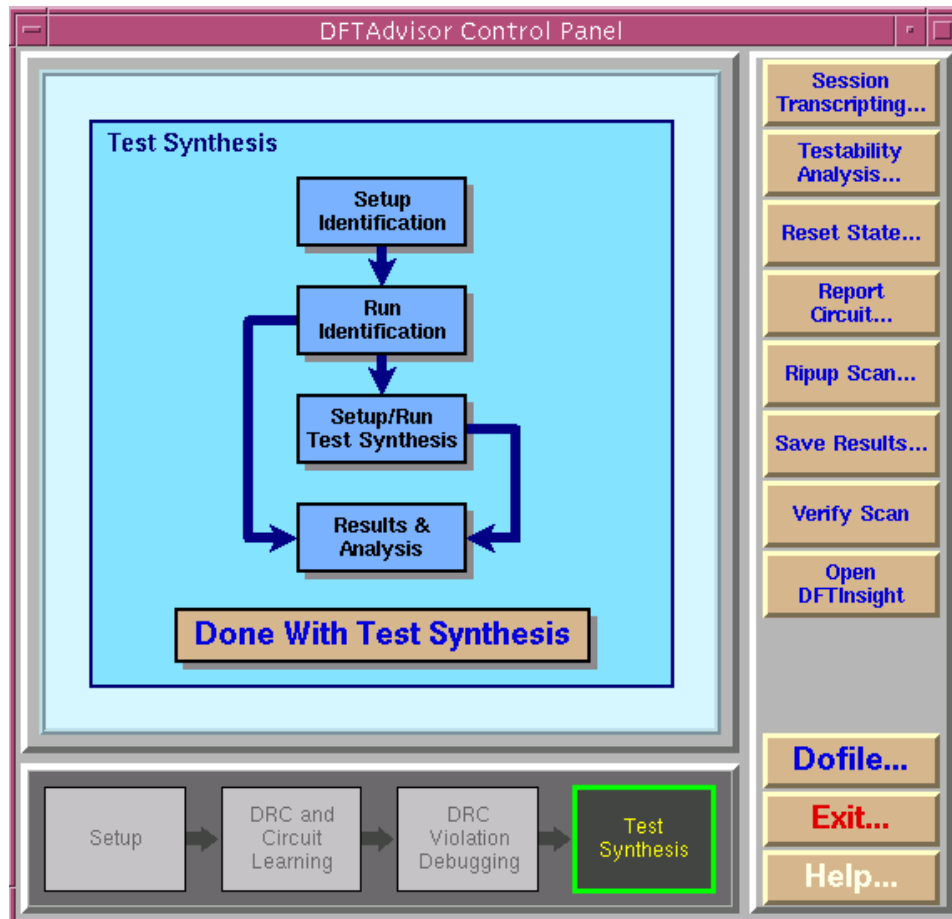 DFTAdvisor Control Panel
Test Synthesis
Setup
Identification
Run
Identification
Setup/Run
Test Synthesis
Results &
Analysis
Done With Test Synthesis
Setup
DRC and
Circuit
Learning
DRC
Violation
Debugging
Test
Synthesis
Session
Transcripting...
Testability
Analysis...
Reset State...
Report
Circuit...
Ripup Scan...
Save Results...
Verify Scan
Open
DFTInsight
Dofile...
Exit...
Help...